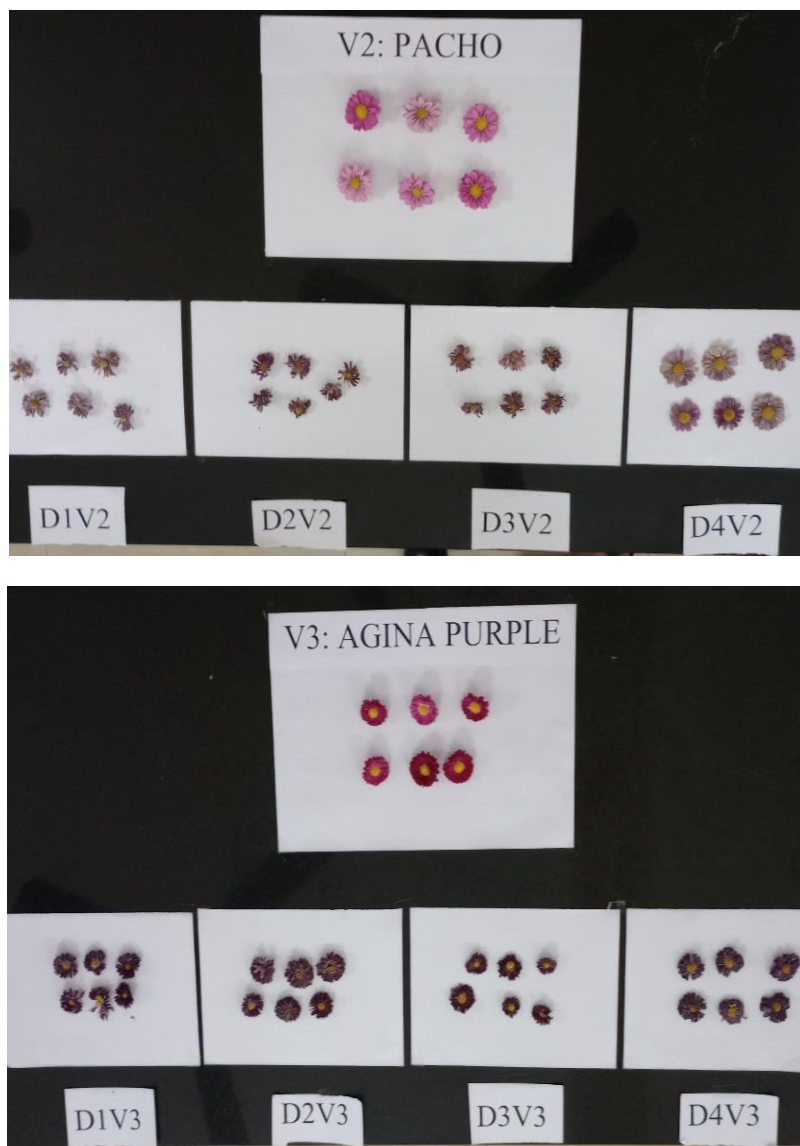 V2: PACHO
D1V2
D2V2
D3V2
D4V2
V3: AGINA PURPLE
D1V3
D2V3
D3V3
D4V3